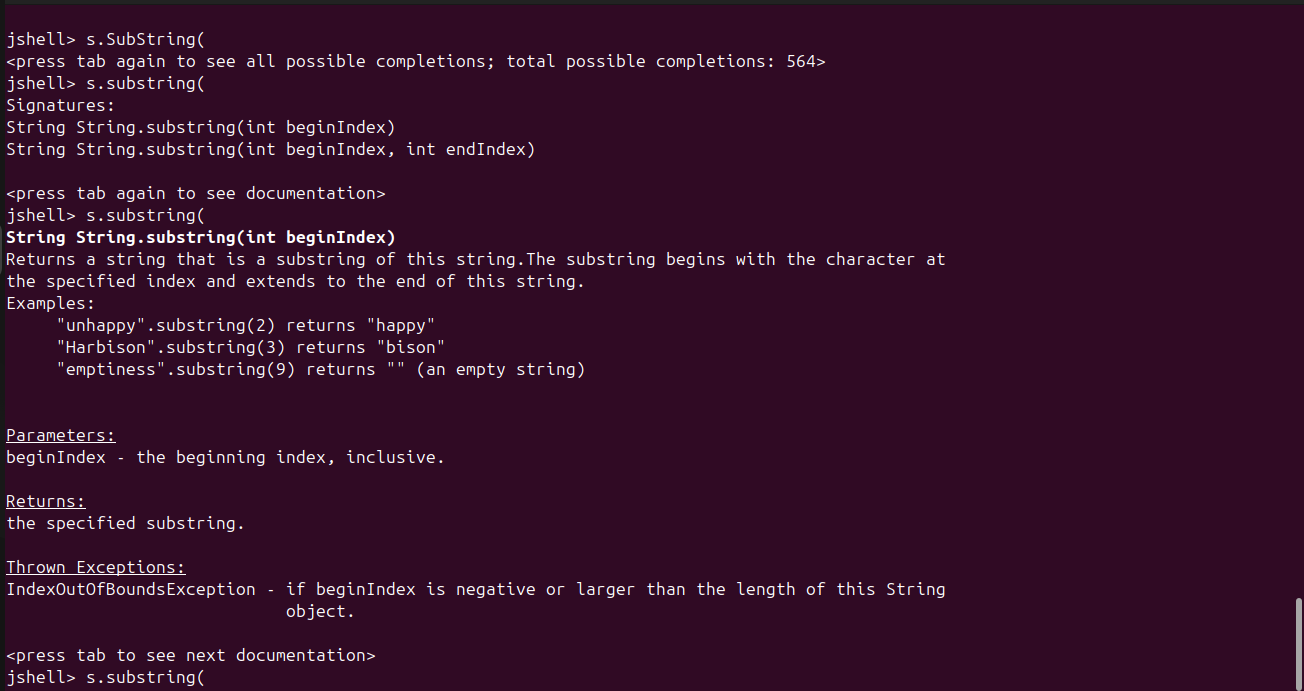 jshell> s.SubString(
<press tab again to see all possible completions; total possible completions: 564>
jshell> s.substring(
Signatures:
String String.substring(int beginIndex)
String String.substring(int beginIndex, int endIndex)
<press tab again to see documentation>
jshell> s.substring(
String String.substring(int beginIndex)
Returns a string that is a substring of this string.The substring begins with the character at
the specified index and extends to the end of this string.
Examples:
     "unhappy".substring(2) returns "happy"
     "Harbison".substring(3) returns "bison"
     "emptiness".substring(9) returns "" (an empty string)
Parameters:
beginIndex - the beginning index, inclusive.
Returns:
the specified substring.
Thrown Exceptions:
IndexOutOfBoundsException - if beginIndex is negative or larger than the length of this String
                            object.
<press tab to see next documentation>
jshell> s.substring(